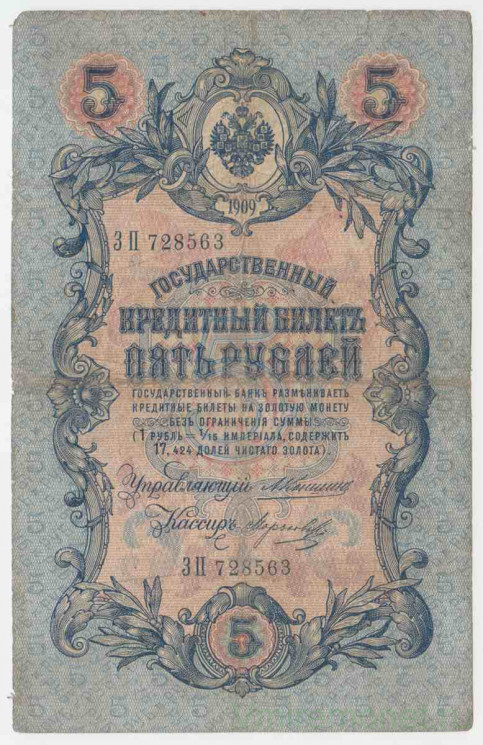 5 5
1909
ЗП 728563
ГОСУДАРСТВЕННЫЙ
КРЕДИТНЫЙ БИЛЕТЪ
ПЯТЬ РУБЛЕЙ
ГОСУДАРСТВЕННЫЙ БАНКЪ РАЗМѢНИВАЕТЪ
КРЕДИТНЫЕ БИЛЕТЫ НА ЗОЛОТУЮ МОНЕТУ
БЕЗЪ ОГРАНИЧЕНІЯ СУММЫ
(1 РУБЛЬ = 1/15 ИМПЕРІАЛА, СОДЕРЖИТЪ
17,424 ДОЛЕЙ ЧИСТАГО ЗОЛОТА).
Управляющій
Кассиръ
ЗП 728563
5